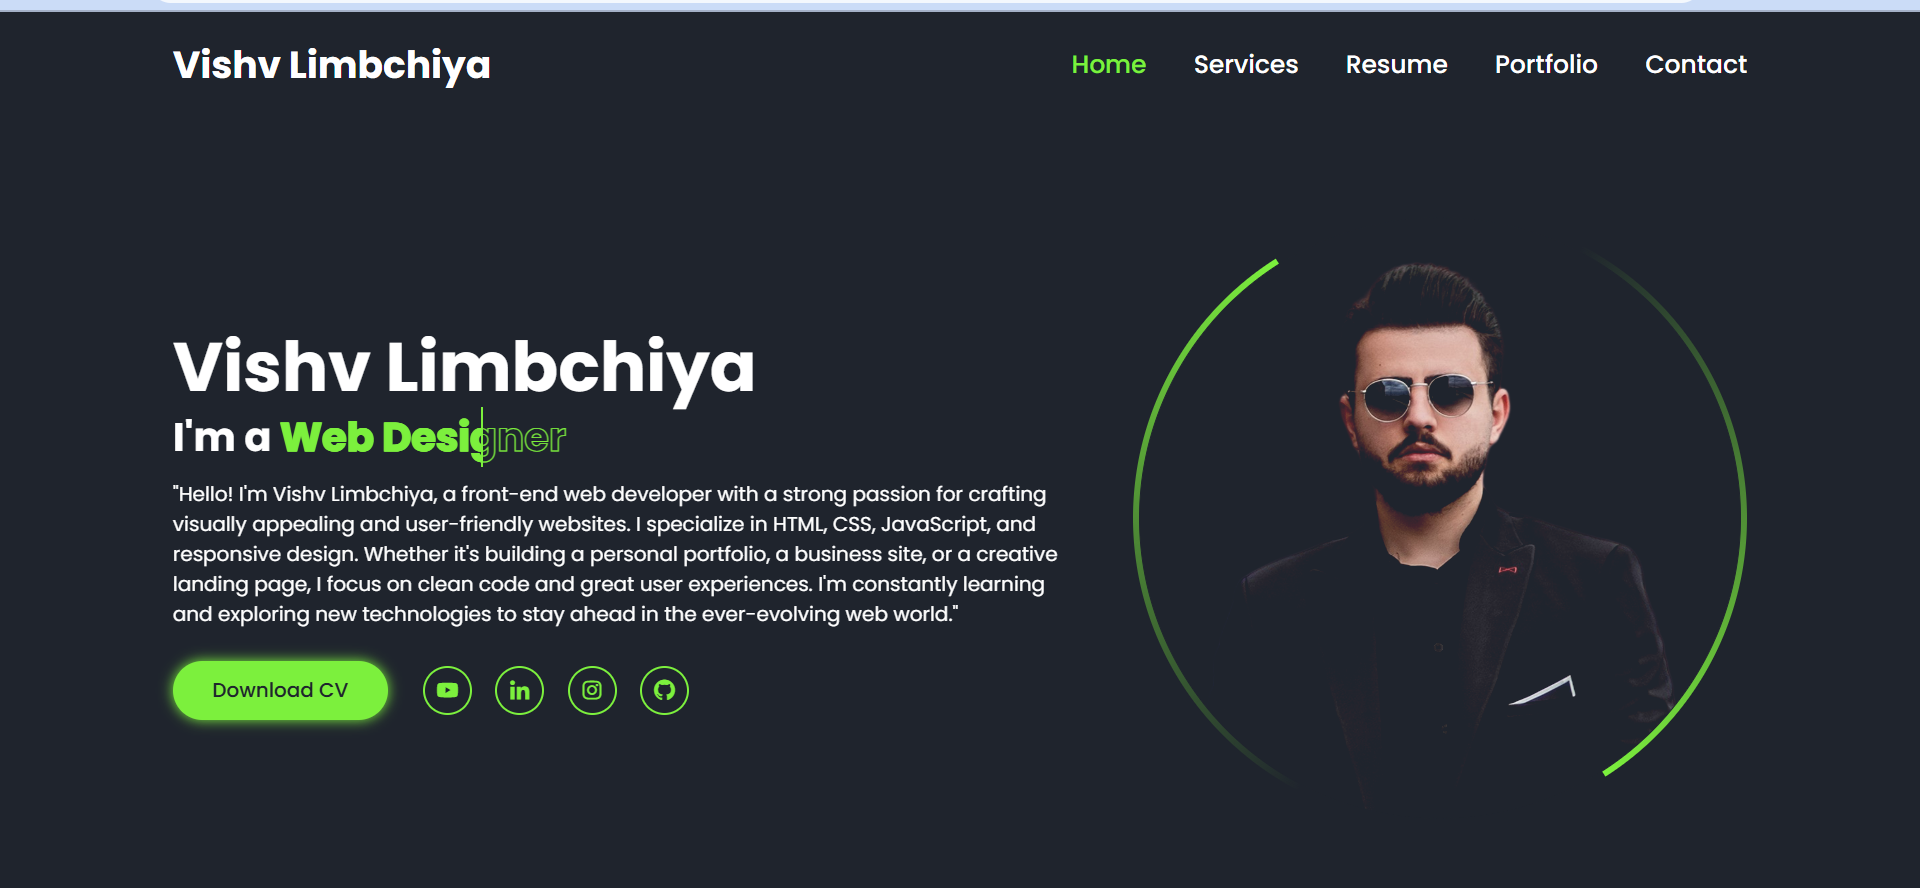 Vishv Limbchiya
Home Services Resume Portfolio Contact
Vishv Limbchiya
I'm a Web Designer
"Hello! I'm Vishv Limbchiya, a front-end web developer with a strong passion for crafting
visually appealing and user-friendly websites. I specialize in HTML, CSS, JavaScript, and
responsive design. Whether it's building a personal portfolio, a business site, or a creative
landing page, I focus on clean code and great user experiences. I'm constantly learning
and exploring new technologies to stay ahead in the ever-evolving web world."
Download CV
in